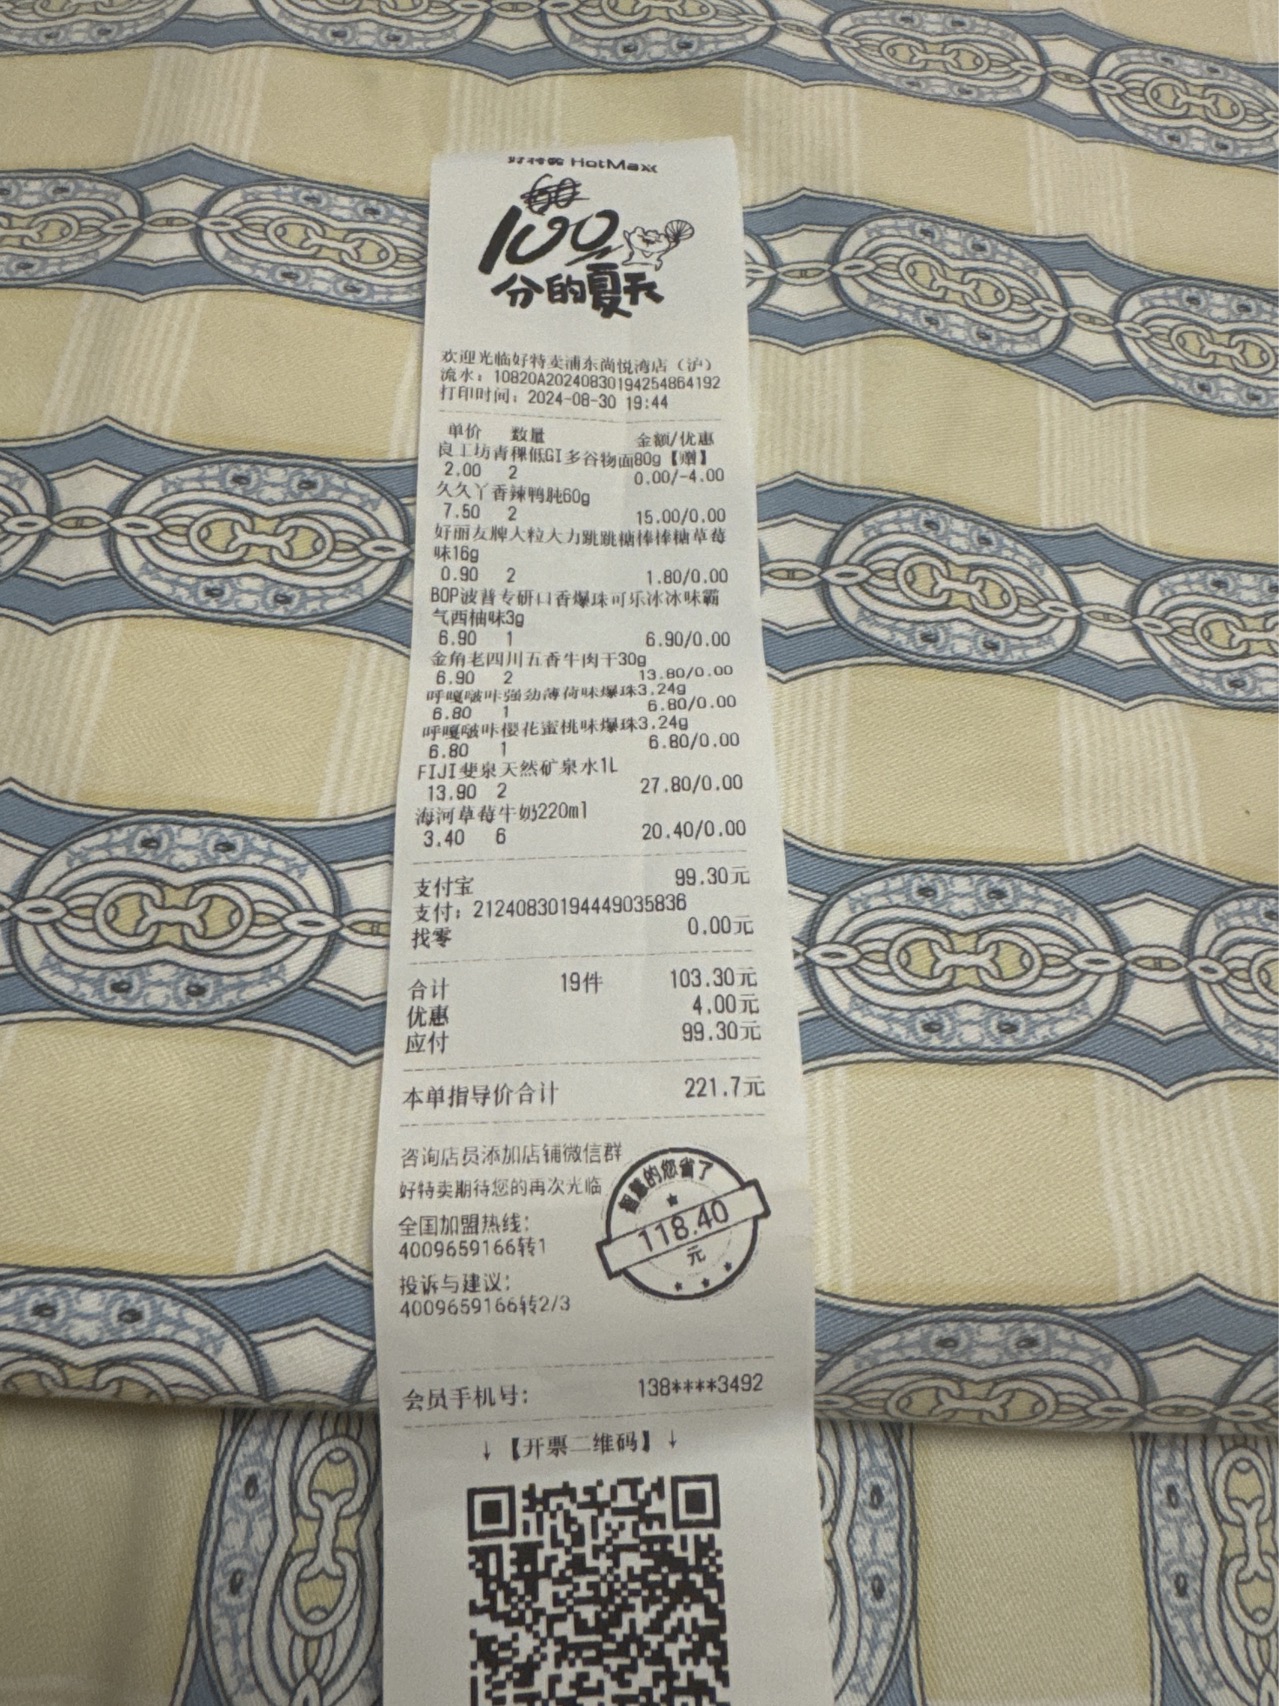 好特卖 HotMaxx
60
100
分的夏天
欢迎光临好特卖浦东尚悦湾店（沪）
流水：10820A20240830194254864192
打印时间：2024-08-30 19:44
单价 数量 金额/优惠
良工坊青稞低GI多谷物面80g【赠】
2.00 2 0.00/-4.00
久久丫香辣鸭肫60g
7.50 2 15.00/0.00
好丽友牌大粒大力跳跳糖棒棒糖草莓
味16g
0.90 2 1.80/0.00
BOP波普专研口香爆珠可乐冰冰味霸
气西柚味3g
6.90 1 6.90/0.00
金角老四川五香牛肉干30g
6.90 2 13.80/0.00
呼嘎啵咔强劲薄荷味爆珠3.24g
6.80 1 6.80/0.00
呼嘎啵咔樱花蜜桃味爆珠3.24g
6.80 1 6.80/0.00
FIJI斐泉天然矿泉水1L
13.90 2 27.80/0.00
海河草莓牛奶220ml
3.40 6 20.40/0.00
支付宝 99.30元
支付：21240830194449035836
找零 0.00元
合计 19件 103.30元
优惠 4.00元
应付 99.30元
本单指导价合计 221.7元
咨询店员添加店铺微信群
好特卖期待您的再次光临
全国加盟热线：
4009659166转1
投诉与建议：
4009659166转2/3
智慧的您省了
118.40
元
会员手机号： 138****3492
↓【开票二维码】↓